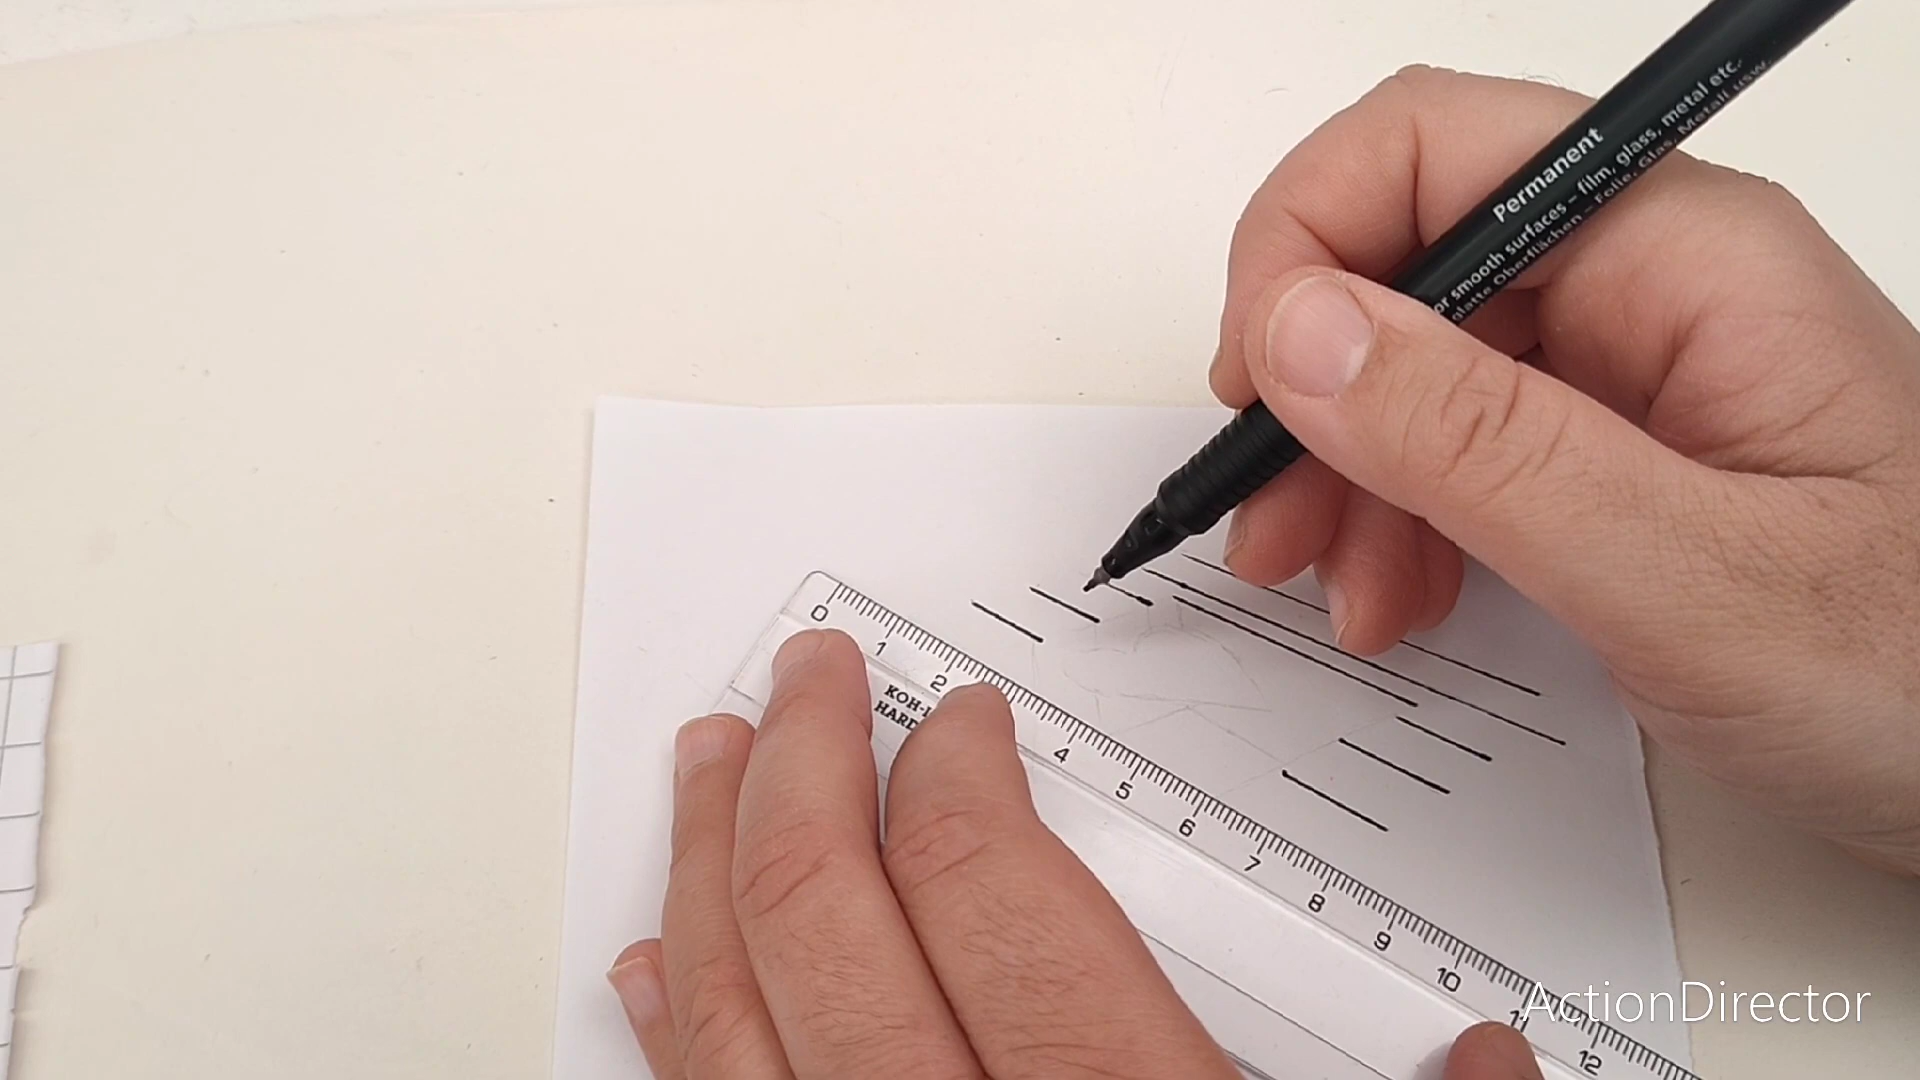 Permanent
or smooth surfaces – film, glass, metal etc.
glatte Oberflächen – Folie, Glas, Metall usw.
0
1
2
KOH-I
HARD
4
5
6
7
8
9
10
11
12
ActionDirector